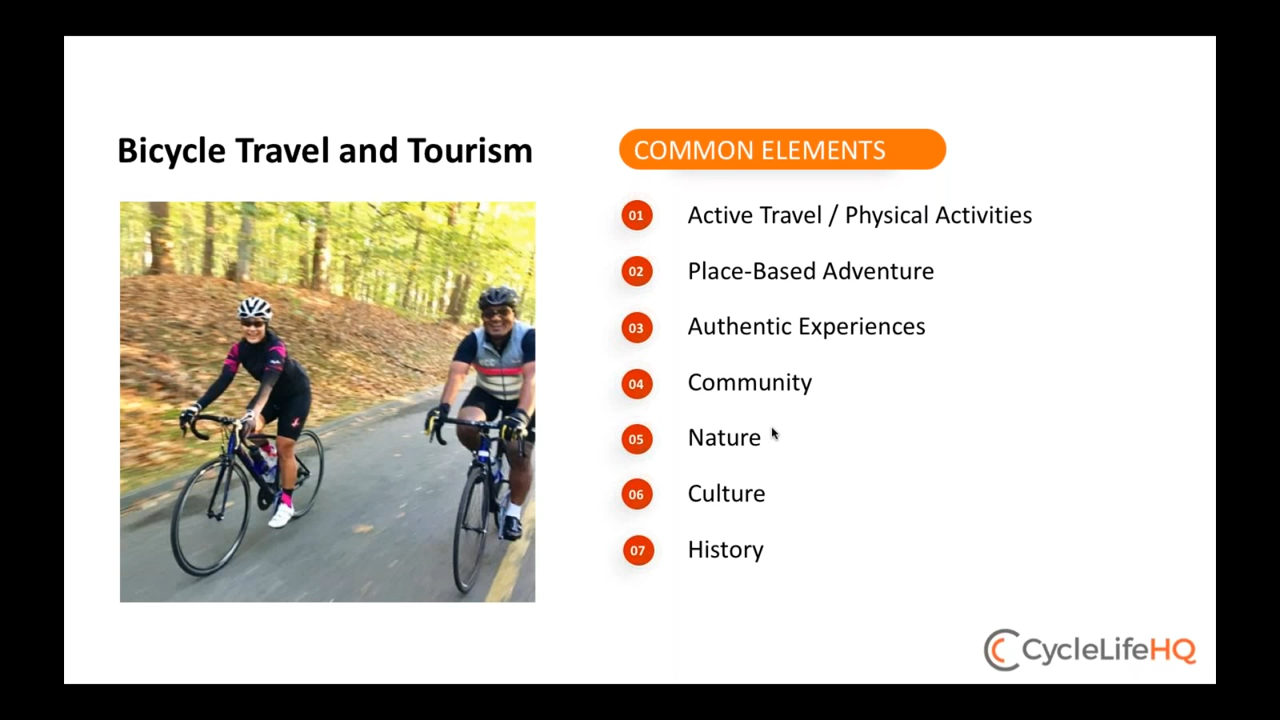 Bicycle Travel and Tourism
COMMON ELEMENTS
01 Active Travel / Physical Activities
02 Place-Based Adventure
03 Authentic Experiences
04 Community
05 Nature
06 Culture
07 History
CycleLifeHQ